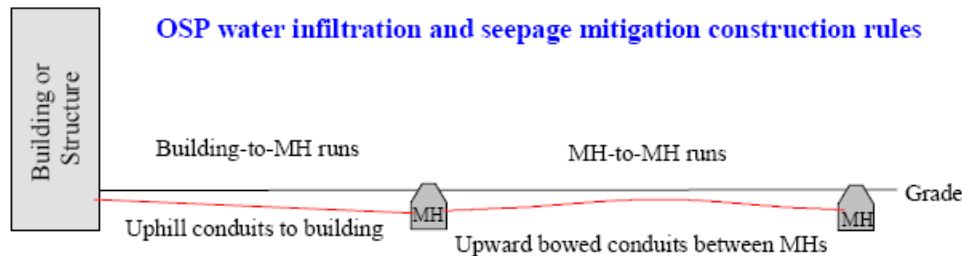 OSP water infiltration and seepage mitigation construction rules
Building or
Structure
Building-to-MH runs
MH-to-MH runs
Grade
MH
MH
Uphill conduits to building
Upward bowed conduits between MHs